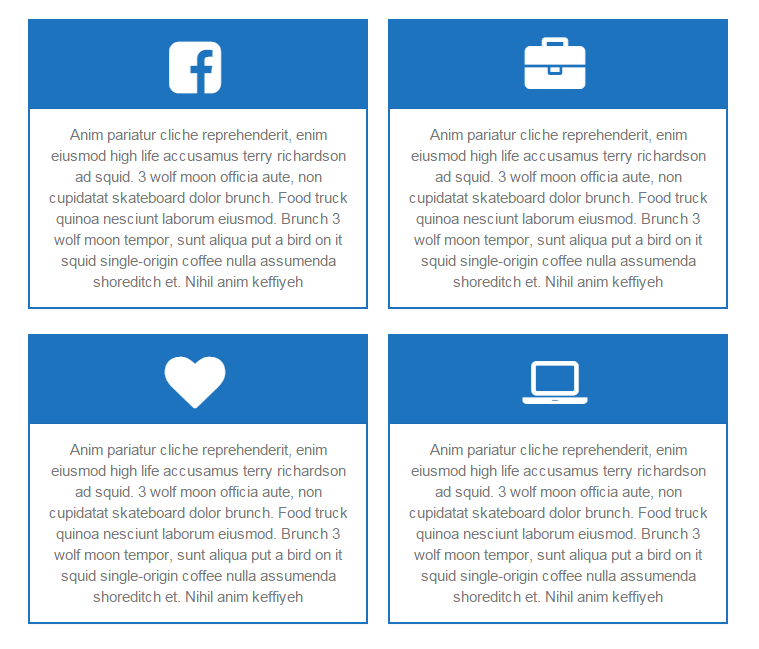 Anim pariatur cliche reprehenderit, enim
eiusmod high life accusamus terry richardson
ad squid. 3 wolf moon officia aute, non
cupidatat skateboard dolor brunch. Food truck
quinoa nesciunt laborum eiusmod. Brunch 3
wolf moon tempor, sunt aliqua put a bird on it
squid single-origin coffee nulla assumenda
shoreditch et. Nihil anim keffiyeh
Anim pariatur cliche reprehenderit, enim
eiusmod high life accusamus terry richardson
ad squid. 3 wolf moon officia aute, non
cupidatat skateboard dolor brunch. Food truck
quinoa nesciunt laborum eiusmod. Brunch 3
wolf moon tempor, sunt aliqua put a bird on it
squid single-origin coffee nulla assumenda
shoreditch et. Nihil anim keffiyeh
Anim pariatur cliche reprehenderit, enim
eiusmod high life accusamus terry richardson
ad squid. 3 wolf moon officia aute, non
cupidatat skateboard dolor brunch. Food truck
quinoa nesciunt laborum eiusmod. Brunch 3
wolf moon tempor, sunt aliqua put a bird on it
squid single-origin coffee nulla assumenda
shoreditch et. Nihil anim keffiyeh
Anim pariatur cliche reprehenderit, enim
eiusmod high life accusamus terry richardson
ad squid. 3 wolf moon officia aute, non
cupidatat skateboard dolor brunch. Food truck
quinoa nesciunt laborum eiusmod. Brunch 3
wolf moon tempor, sunt aliqua put a bird on it
squid single-origin coffee nulla assumenda
shoreditch et. Nihil anim keffiyeh